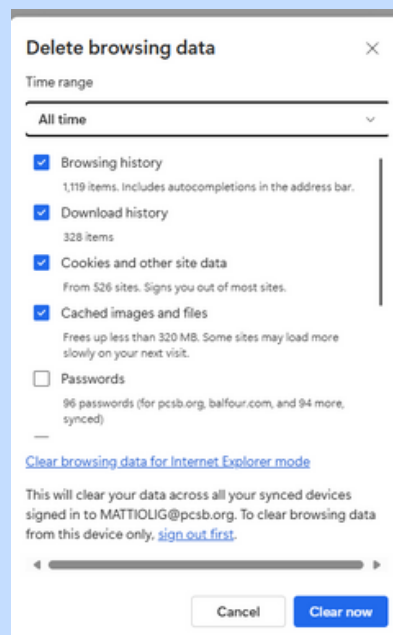 Delete browsing data
Time range
All time
Browsing history
1,119 items. Includes autocompletions in the address bar.
Download history
328 items
Cookies and other site data
From 526 sites. Signs you out of most sites.
Cached images and files
Frees up less than 320 MB. Some sites may load more
slowly on your next visit.
Passwords
96 passwords (for pcsb.org, balfour.com, and 94 more,
synced)
Clear browsing data for Internet Explorer mode
This will clear your data across all your synced devices
signed in to MATTIOLIG@pcsb.org. To clear browsing data
from this device only, sign out first.
Cancel
Clear now